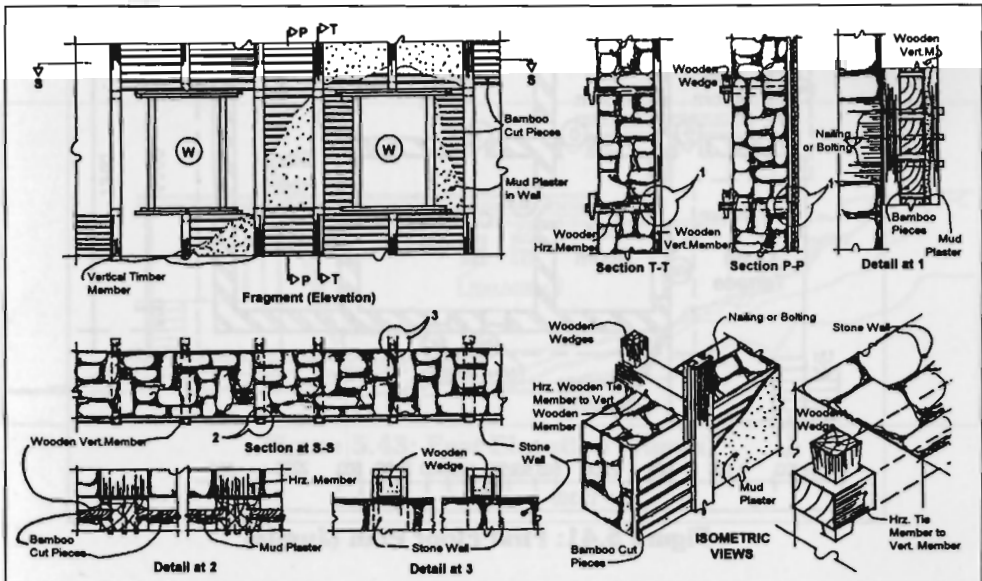 P T
S S
W W
Bamboo
Cut Pieces
Mud Plaster
in Wall
Vertical Timber
Member
P T
Fragment (Elevation)
Wooden
Wedge
1
1
Wooden
Hrz.Member
Wooden
Vert.Member
Section T-T
Section P-P
Wooden
Vert.M.
A
Nailing
or Bolting
Bamboo
Pieces
Mud
Plaster
Detail at 1
3
2
Wooden Vert.Member
Section at S-S
Stone
Wall
Hrz. Member
Bamboo
Cut Pieces
Mud Plaster
Detail at 2
Wooden
Wedge
Stone Wall
Detail at 3
Wooden
Wedges
Nailing or Bolting
Stone Wall
Hrz. Wooden Tie
Member to Vert.
Wooden
Member
Wooden
Wedge
Mud
Plaster
Bamboo Cut
Pieces
ISOMETRIC
VIEWS
Hrz. Tie
Member to
Vert. Member